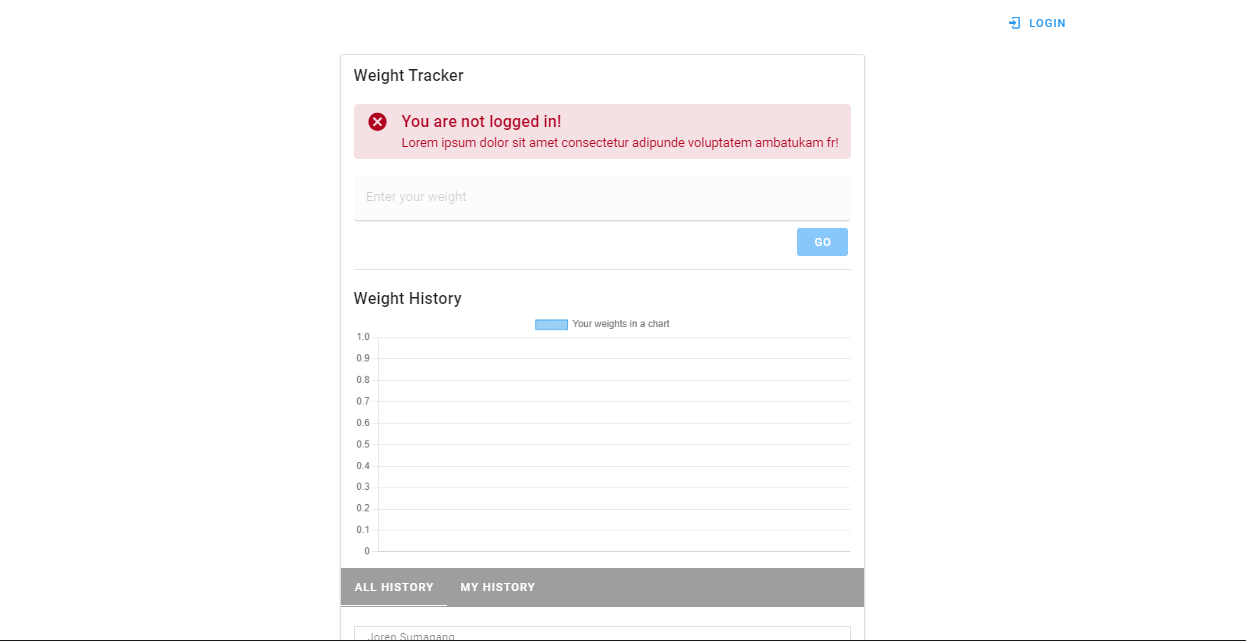 LOGIN
Weight Tracker
You are not logged in!
Lorem ipsum dolor sit amet consectetur adipunde voluptatem ambatukam fr!
Enter your weight
GO
Weight History
Your weights in a chart
1.0
0.9
0.8
0.7
0.6
0.5
0.4
0.3
0.2
0.1
0
ALL HISTORY MY HISTORY
Joren Sumagang